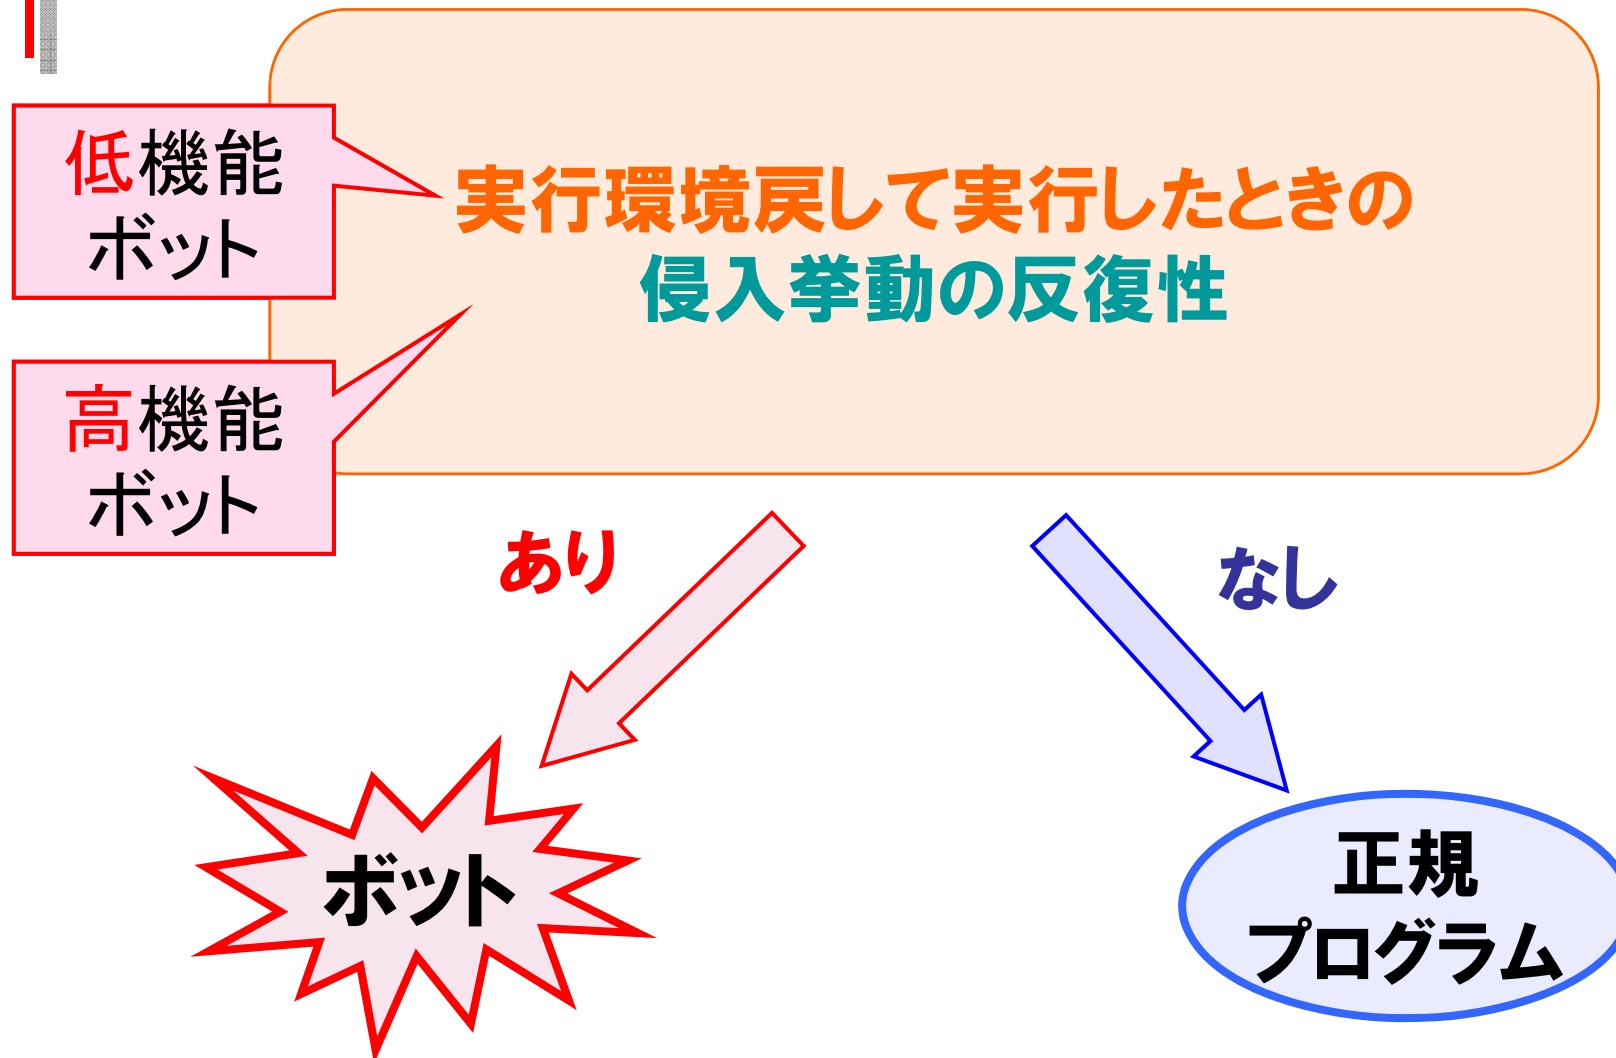 低機能
ボット
実行環境戻して実行したときの
侵入挙動の反復性
高機能
ボット
あり
なし
ボット
正規
プログラム